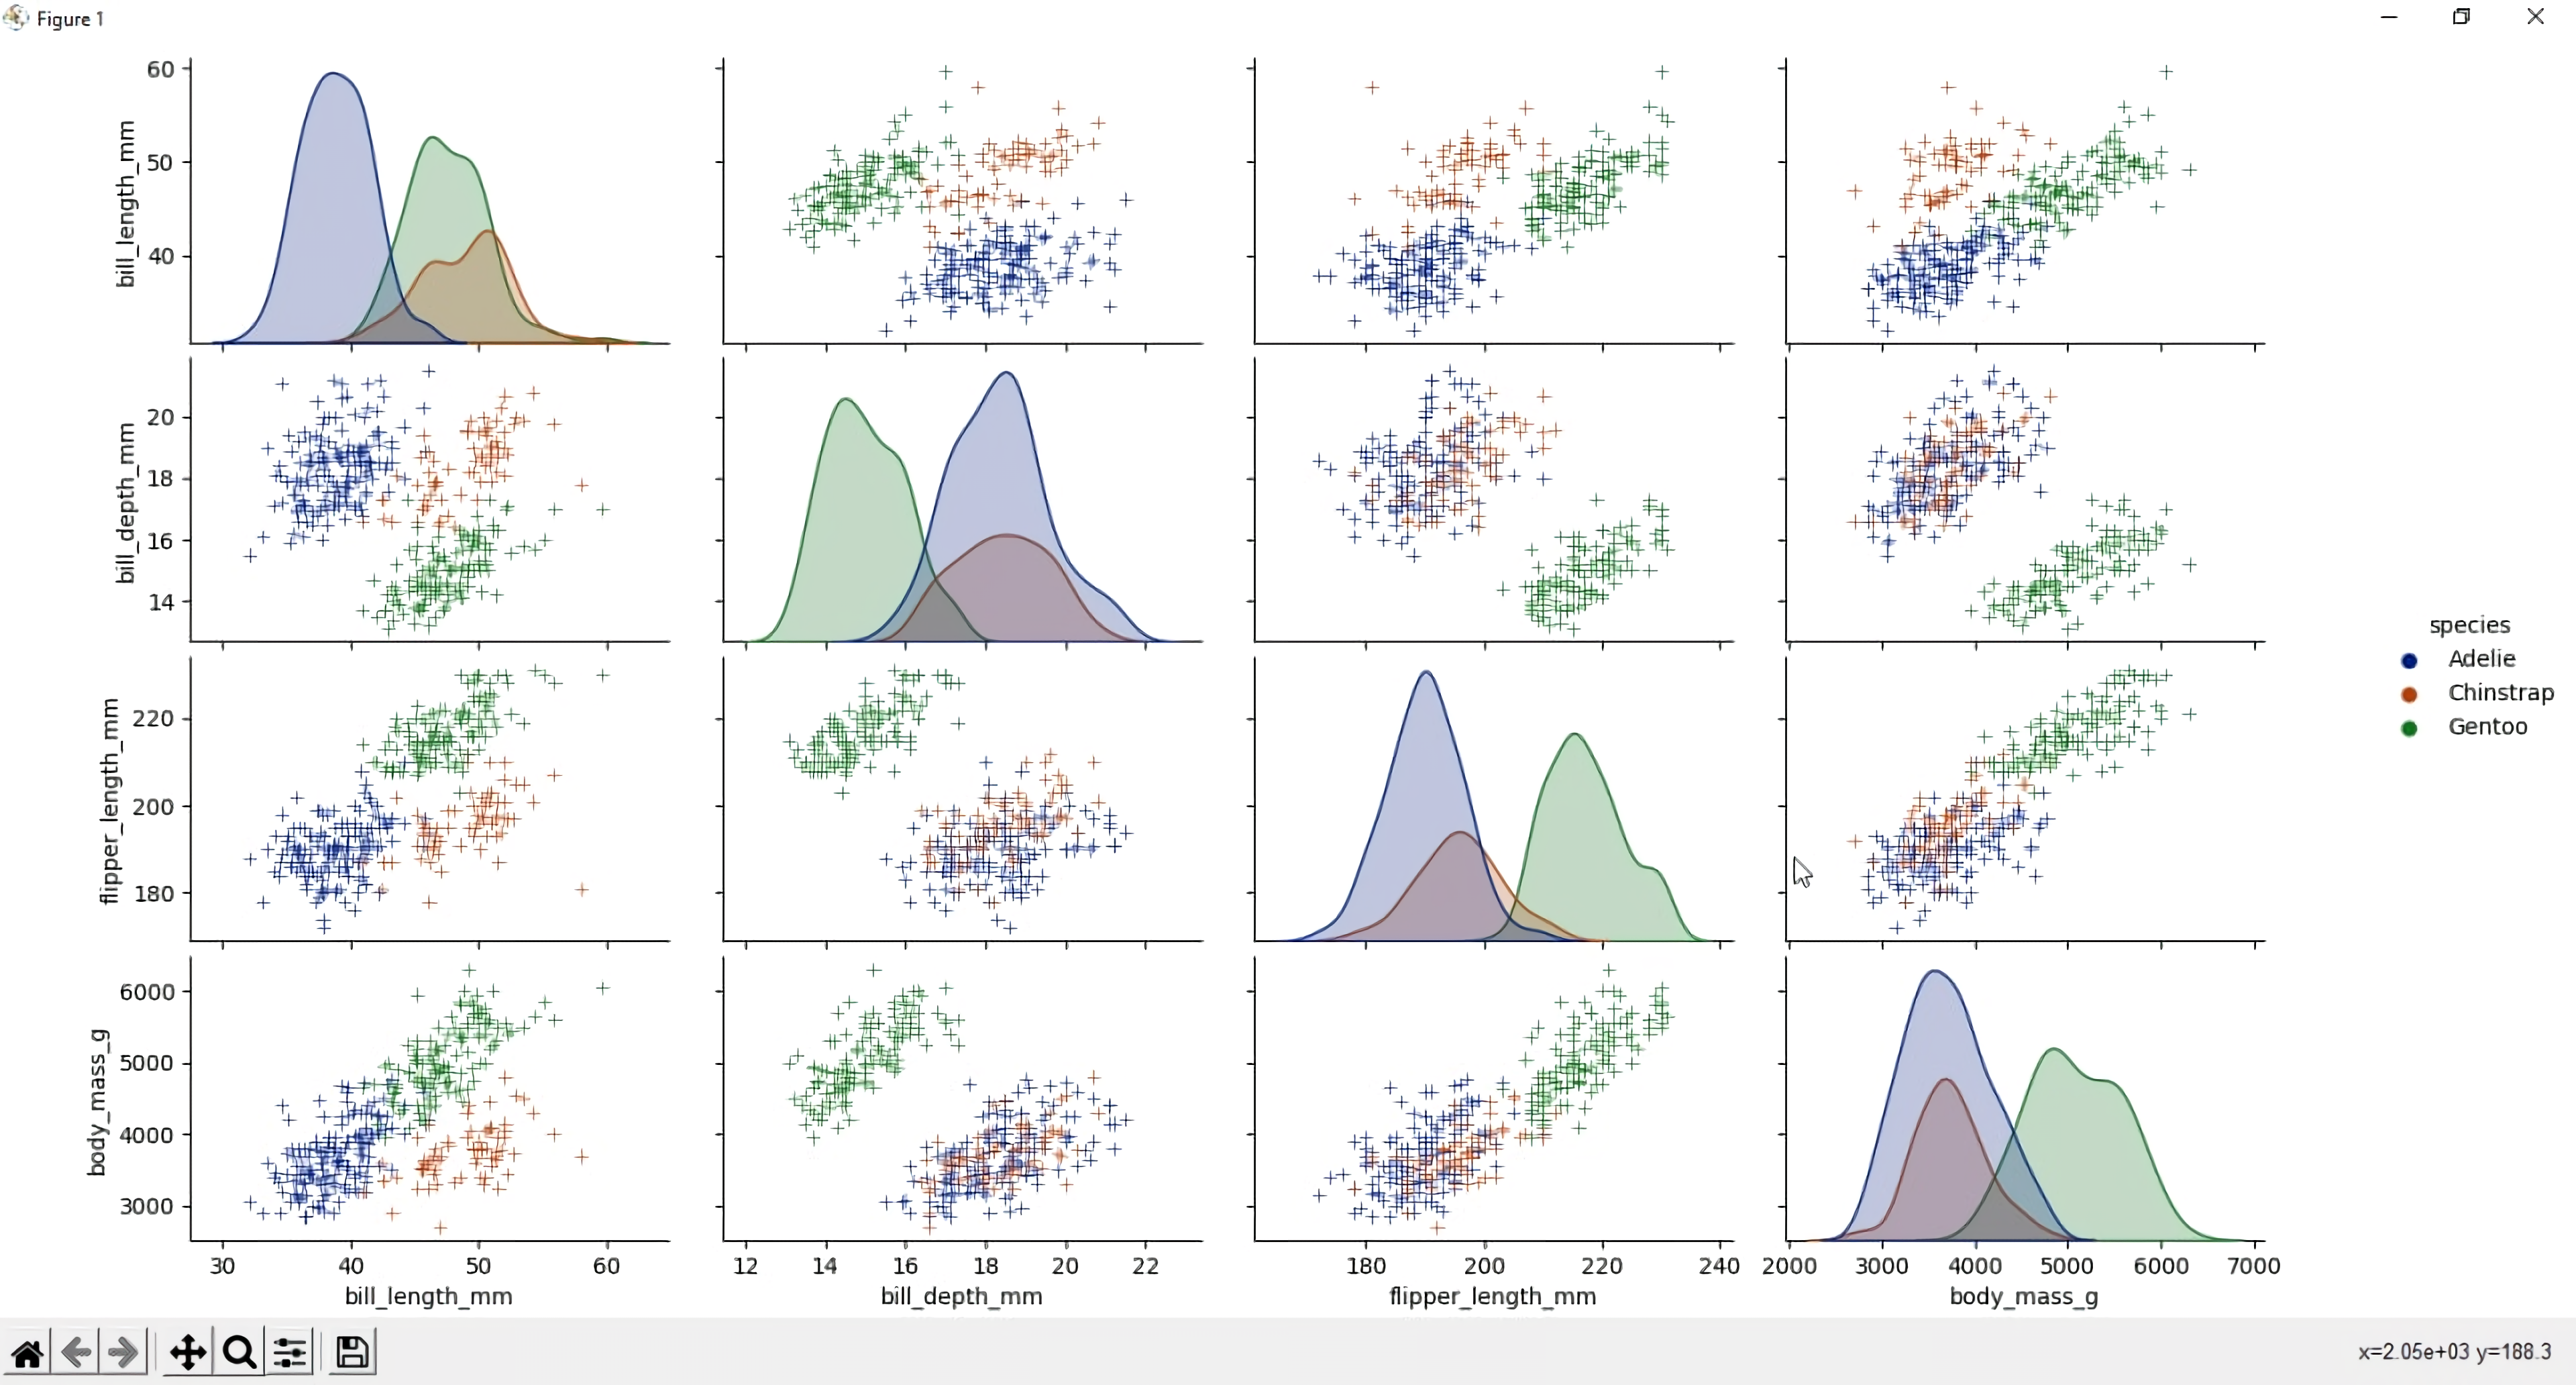 Figure 1
60
50
40
bill_length_mm
20
18
16
14
bill_depth_mm
220
200
180
flipper_length_mm
6000
5000
4000
3000
body_mass_g
30 40 50 60
bill_length_mm
12 14 16 18 20 22
bill_depth_mm
180 200 220 240
flipper_length_mm
2000 3000 4000 5000 6000 7000
body_mass_g
species
Adelie
Chinstrap
Gentoo
x=2.05e+03 y=188.3